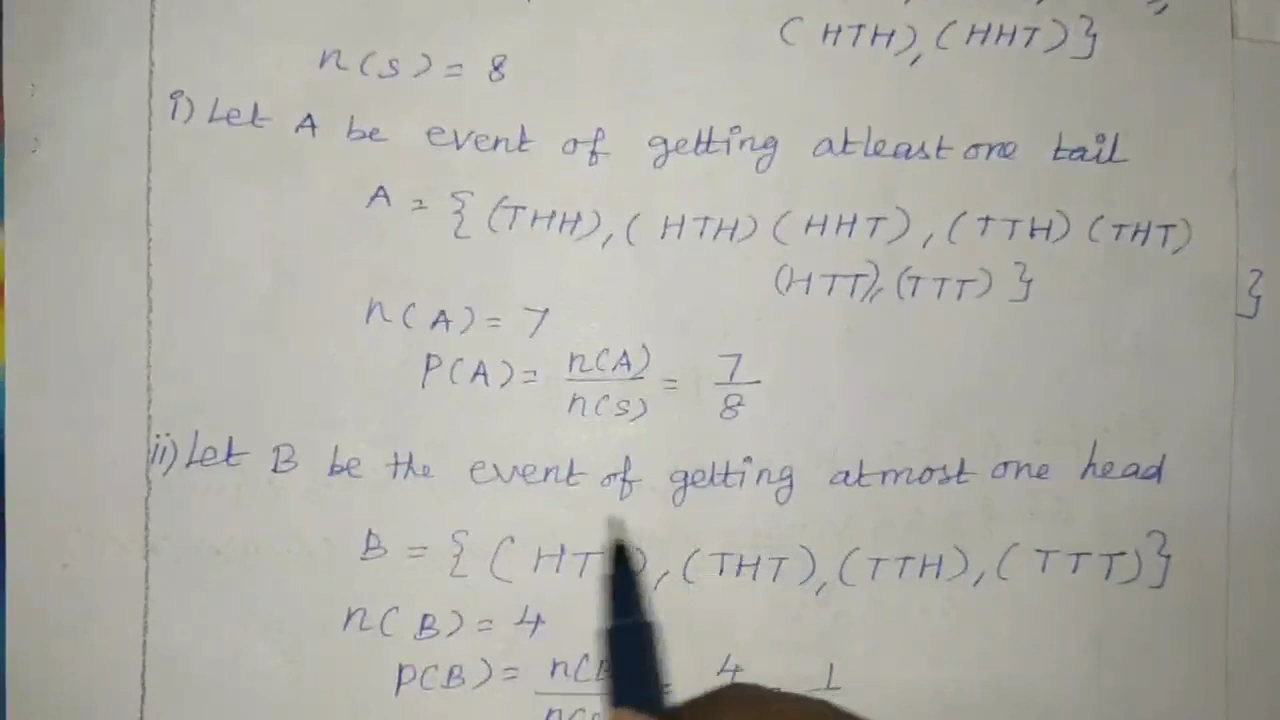 (HTH), (HHT)}
n(s) = 8
i) Let A be event of getting atleast one tail
A = {(THH), (HTH) (HHT), (TTH) (THT)
(HTT), (TTT)}
}
n(A) = 7
P(A) = n(A)/n(S) = 7/8
ii) Let B be the event of getting atmost one head
B = {(HT ), (THT), (TTH), (TTT)}
n(B) = 4
P(B) = n( = 4 1